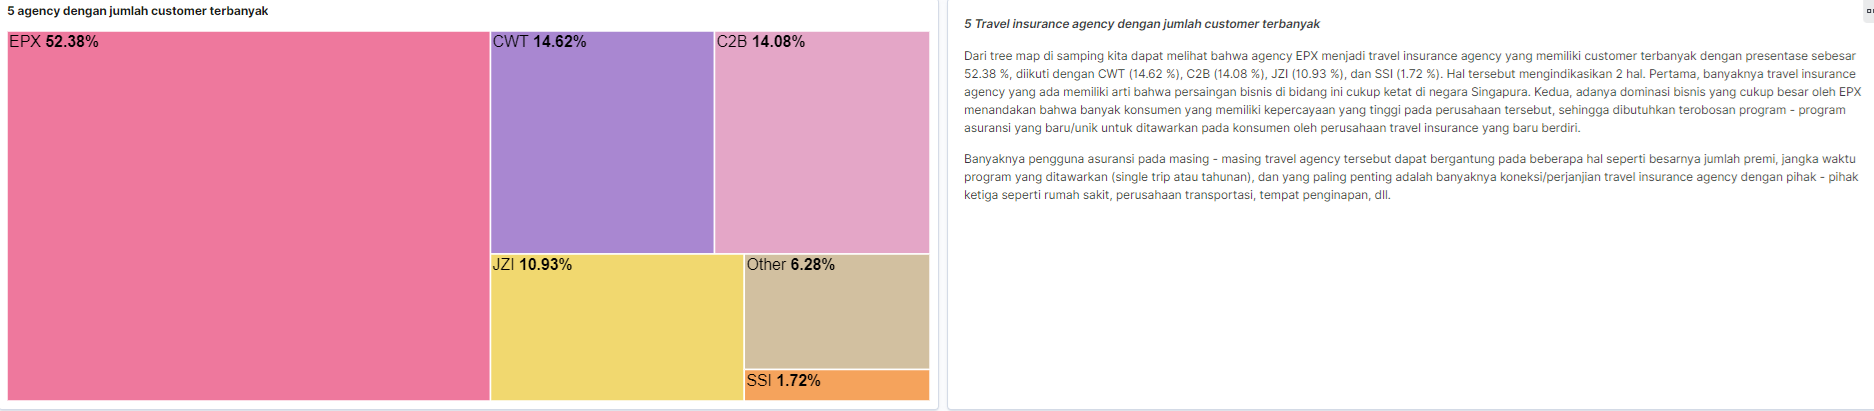 5 agency dengan jumlah customer terbanyak
EPX 52.38%
CWT 14.62%
C2B 14.08%
JZI 10.93%
Other 6.28%
SSI 1.72%
5 Travel insurance agency dengan jumlah customer terbanyak
Dari tree map di samping kita dapat melihat bahwa agency EPX menjadi travel insurance agency yang memiliki customer terbanyak dengan presentase sebesar
52.38 %, diikuti dengan CWT (14.62 %), C2B (14.08 %), JZI (10.93 %), dan SSI (1.72 %). Hal tersebut mengindikasikan 2 hal. Pertama, banyaknya travel insurance
agency yang ada memiliki arti bahwa persaingan bisnis di bidang ini cukup ketat di negara Singapura. Kedua, adanya dominasi bisnis yang cukup besar oleh EPX
menandakan bahwa banyak konsumen yang memiliki kepercayaan yang tinggi pada perusahaan tersebut, sehingga dibutuhkan terobosan program - program
asuransi yang baru/unik untuk ditawarkan pada konsumen oleh perusahaan travel insurance yang baru berdiri.
Banyaknya pengguna asuransi pada masing - masing travel agency tersebut dapat bergantung pada beberapa hal seperti besarnya jumlah premi, jangka waktu
program yang ditawarkan (single trip atau tahunan), dan yang paling penting adalah banyaknya koneksi/perjanjian travel insurance agency dengan pihak - pihak
ketiga seperti rumah sakit, perusahaan transportasi, tempat penginapan, dll.